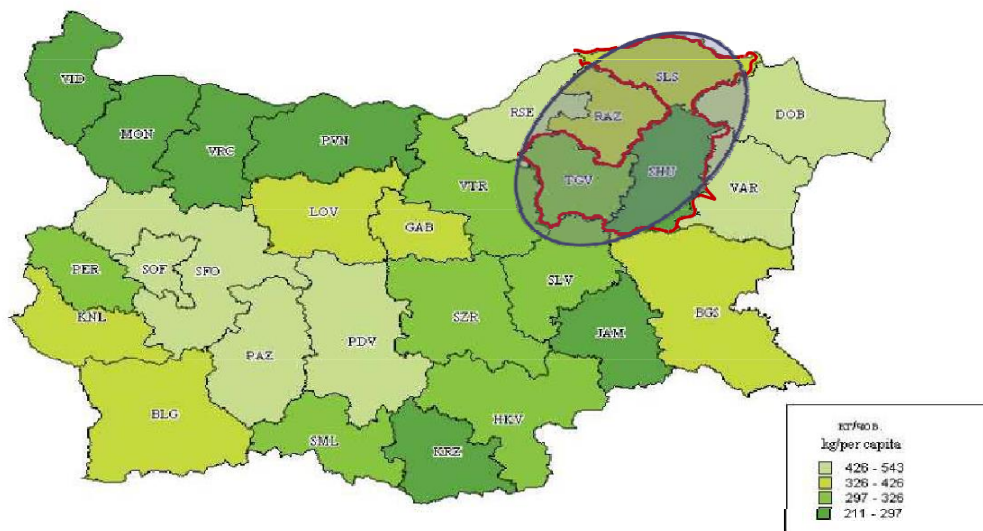 VID
MON
VRC
PVN
RSE
SLS
RAZ
DOB
VTR
TGV
SHU
VAR
LOV
GAB
PER
SOF
SFO
SLV
KNL
SZR
BGS
PAZ
PDV
JAM
BLG
HKV
SML
KRZ
kg/per capita
426 - 543
326 - 426
297 - 326
211 - 297